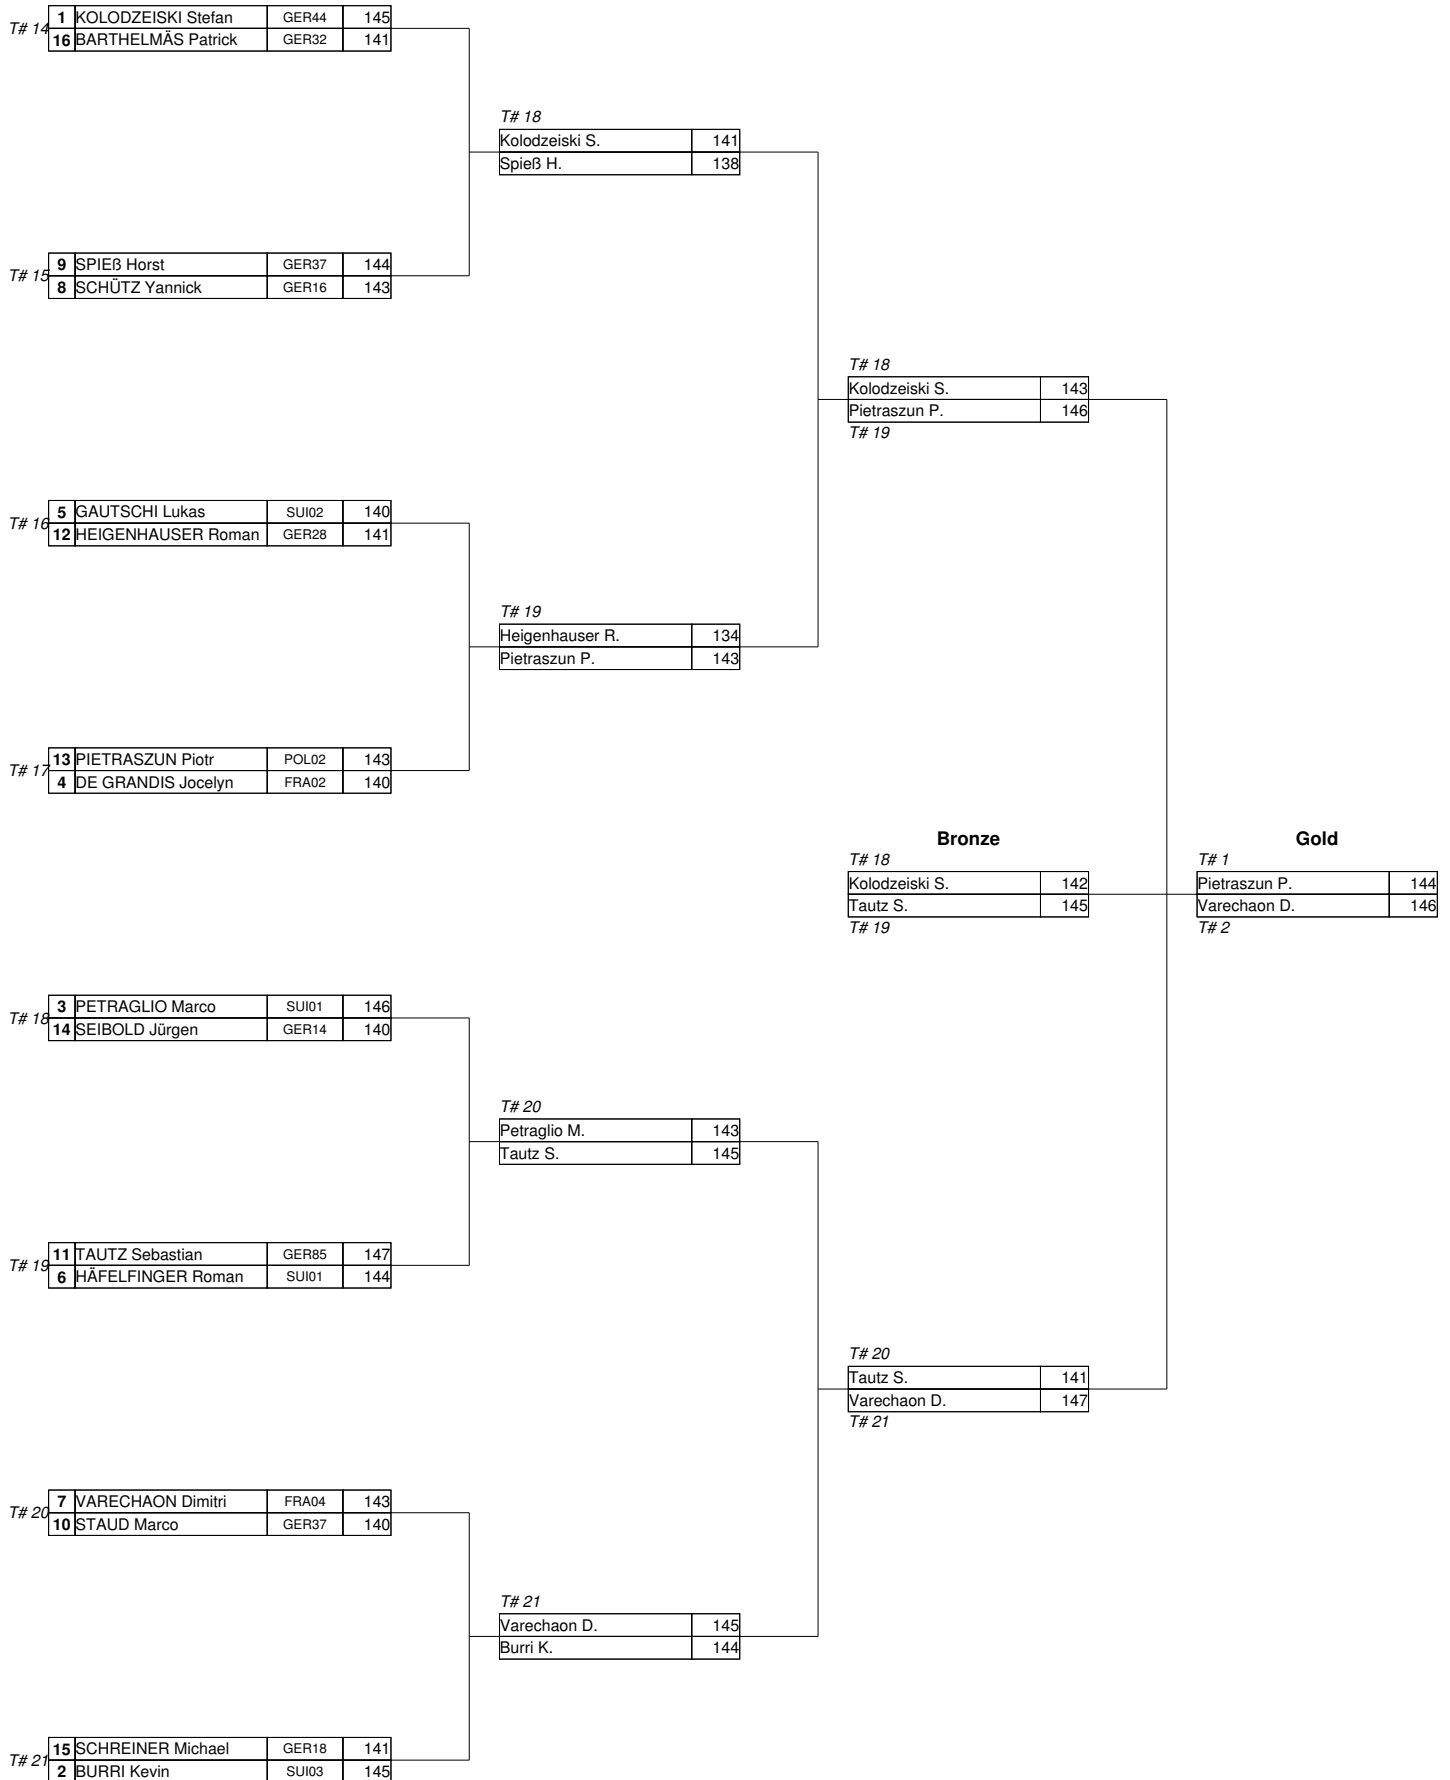 T# 14
1 KOLODZEISKI Stefan GER44 145
16 BARTHELMÄS Patrick GER32 141
T# 18
Kolodzeiski S. 141
Spieß H. 138
T# 15
9 SPIEß Horst GER37 144
8 SCHÜTZ Yannick GER16 143
T# 18
Kolodzeiski S. 143
Pietraszun P. 146
T# 19
T# 16
5 GAUTSCHI Lukas SUI02 140
12 HEIGENHAUSER Roman GER28 141
T# 19
Heigenhauser R. 134
Pietraszun P. 143
T# 17
13 PIETRASZUN Piotr POL02 143
4 DE GRANDIS Jocelyn FRA02 140
Bronze
T# 18
Kolodzeiski S. 142
Tautz S. 145
T# 19
Gold
T# 1
Pietraszun P. 144
Varechaon D. 146
T# 2
T# 18
3 PETRAGLIO Marco SUI01 146
14 SEIBOLD Jürgen GER14 140
T# 20
Petraglio M. 143
Tautz S. 145
T# 19
11 TAUTZ Sebastian GER85 147
6 HÄFELFINGER Roman SUI01 144
T# 20
Tautz S. 141
Varechaon D. 147
T# 21
T# 20
7 VARECHAON Dimitri FRA04 143
10 STAUD Marco GER37 140
T# 21
Varechaon D. 145
Burri K. 144
T# 21
15 SCHREINER Michael GER18 141
2 BURRI Kevin SUI03 145